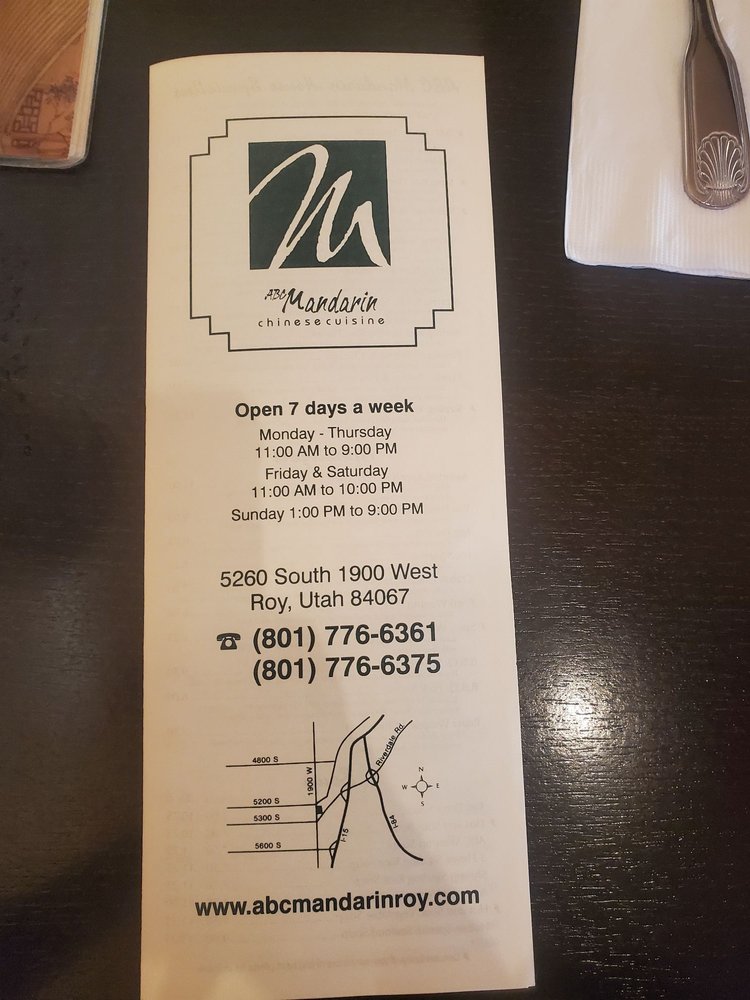 M
ABC Mandarin
chinesecuisine
Open 7 days a week
Monday - Thursday
11:00 AM to 9:00 PM
Friday & Saturday
11:00 AM to 10:00 PM
Sunday 1:00 PM to 9:00 PM
5260 South 1900 West
Roy, Utah 84067
(801) 776-6361
(801) 776-6375
4800 S
1900 W
Riverdale Rd
N
W E
S
5200 S
5300 S
I-15
I-84
5600 S
www.abcmandarinroy.com